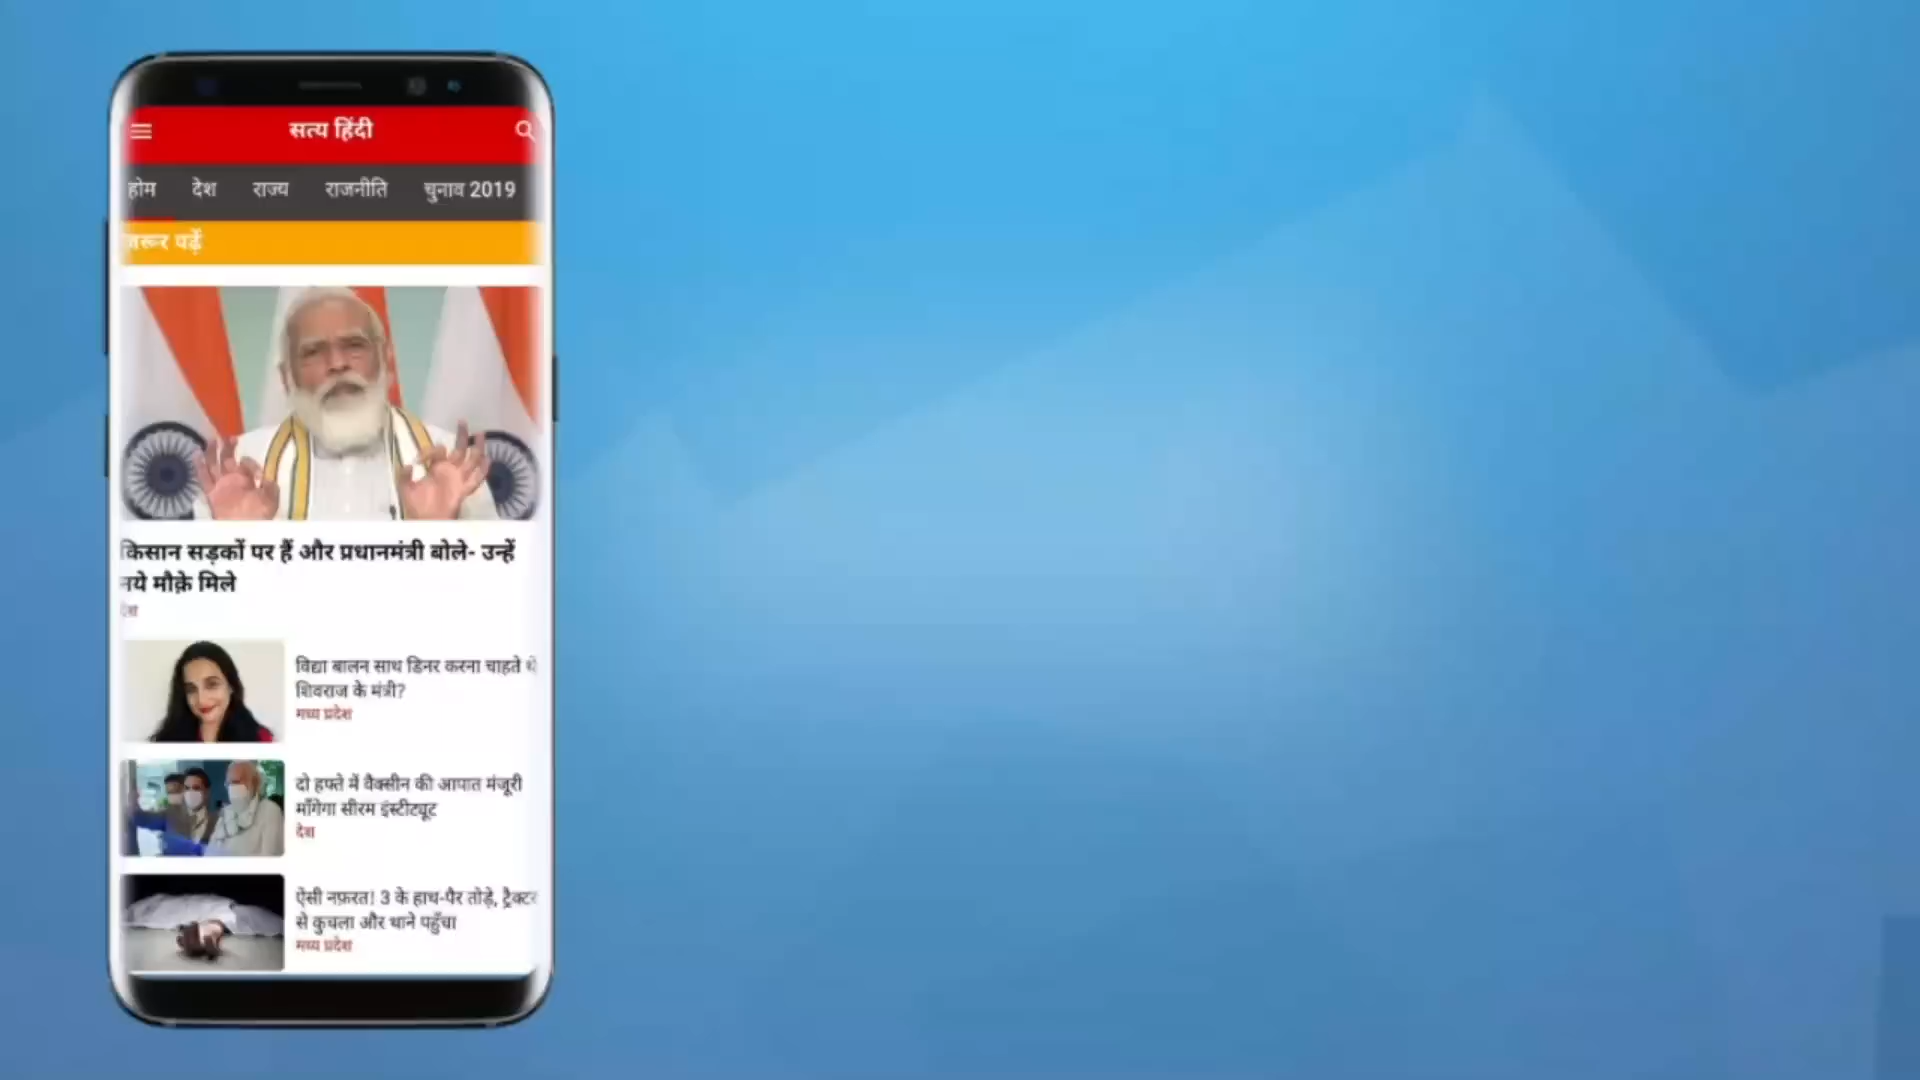 सत्य हिंदी
होम देश राज्य राजनीति चुनाव 2019
ज़रूर पढ़ें
किसान सड़कों पर हैं और प्रधानमंत्री बोले- उन्हें
नये मौक़े मिले
देश
विद्या बालन साथ डिनर करना चाहते थे
शिवराज के मंत्री?
मध्य प्रदेश
दो हफ्ते में वैक्सीन की आपात मंजूरी
माँगेगा सीरम इंस्टीट्यूट
देश
ऐसी नफ़रत! 3 के हाथ-पैर तोड़े, ट्रैक्टर
से कुचला और थाने पहुँचा
मध्य प्रदेश